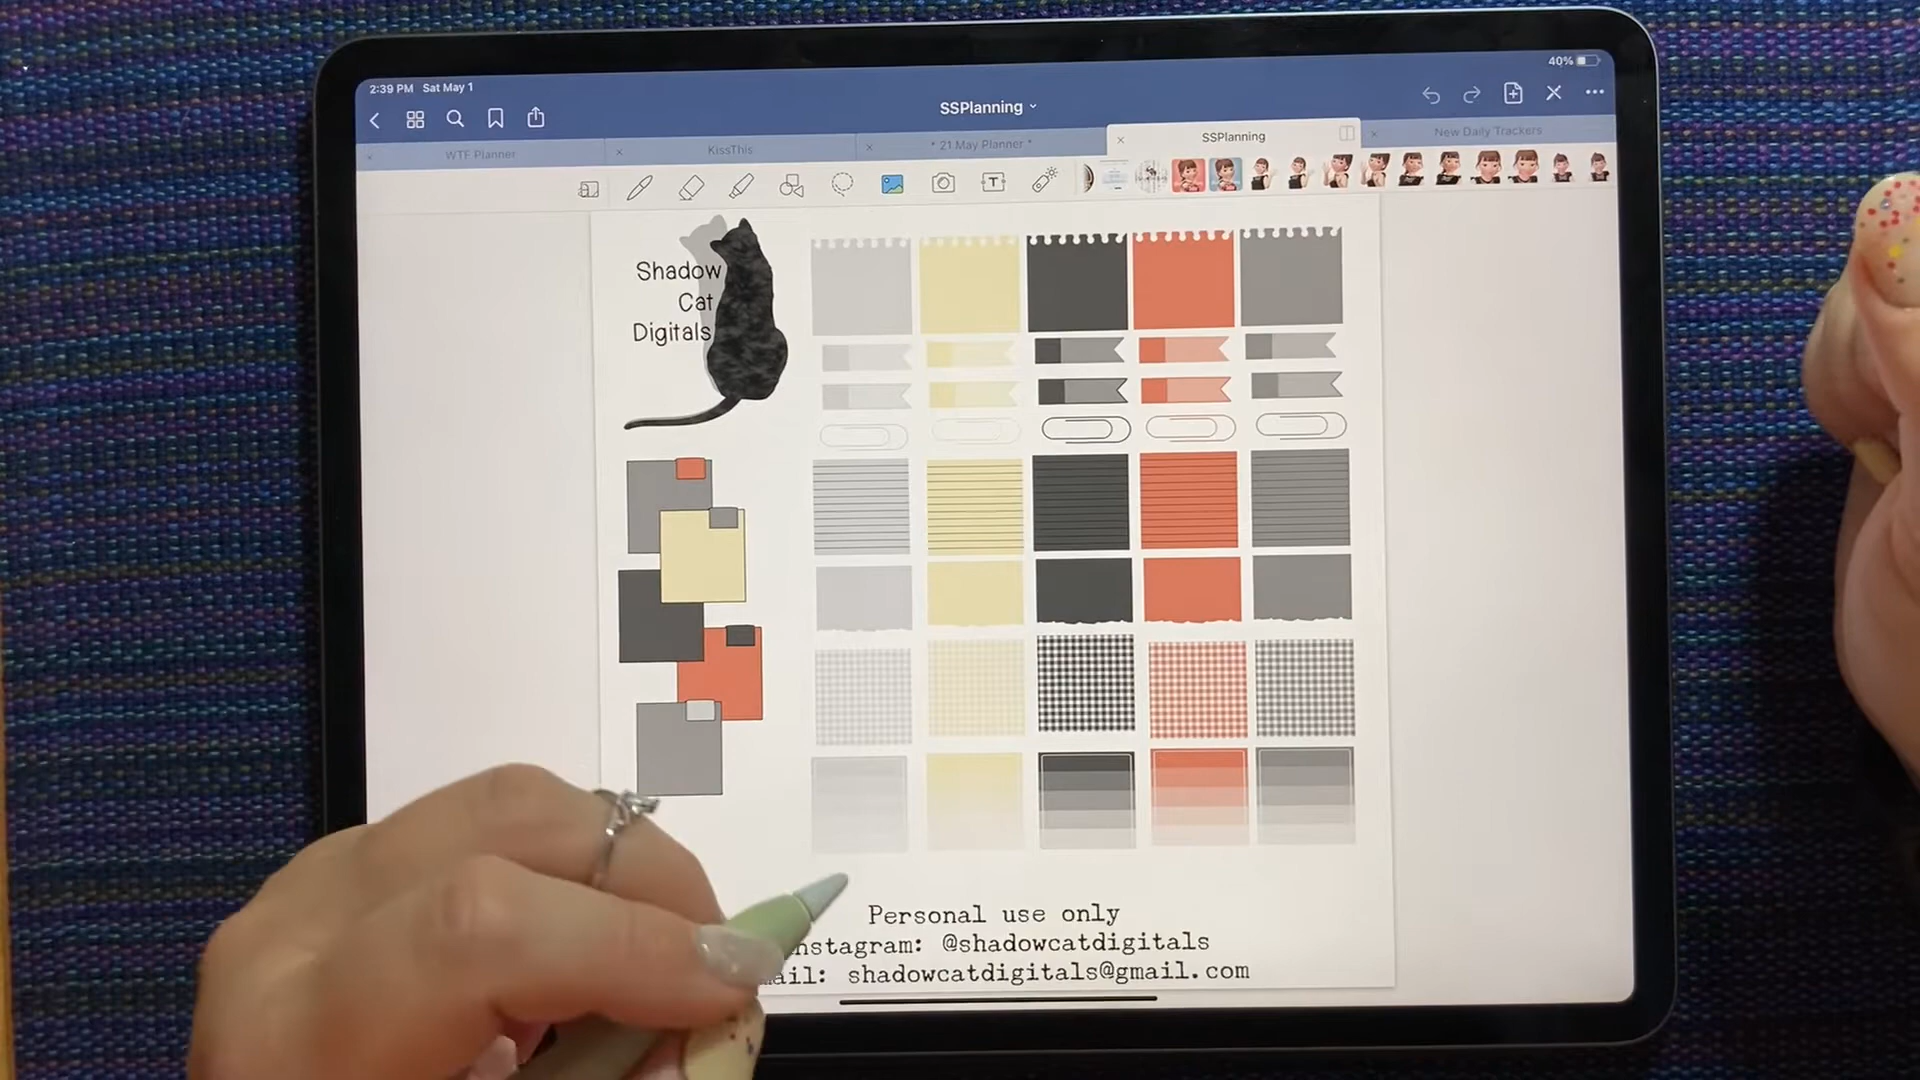 2:39 PM Sat May 1
40%
SSPlanning
WTF Planner
KissThis
* 21 May Planner *
SSPlanning
New Daily Trackers
Shadow
Cat
Digitals
Personal use only
@shadowcatdigitals
shadowcatdigitals@gmail.com